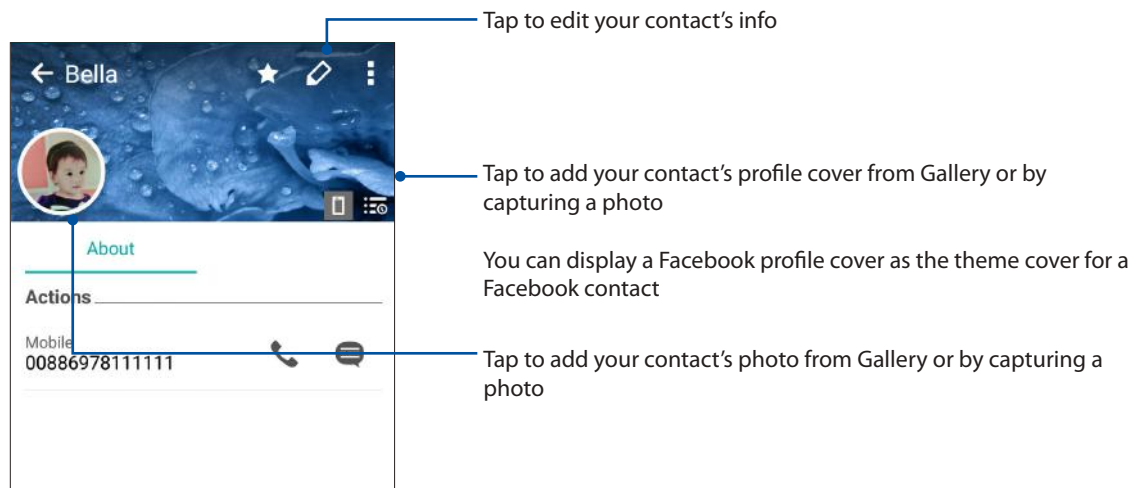 Tap to edit your contact’s info
Bella
Tap to add your contact’s profile cover from Gallery or by
capturing a photo
About
You can display a Facebook profile cover as the theme cover for a
Facebook contact
Actions
Mobile
00886978111111
Tap to add your contact’s photo from Gallery or by capturing a
photo